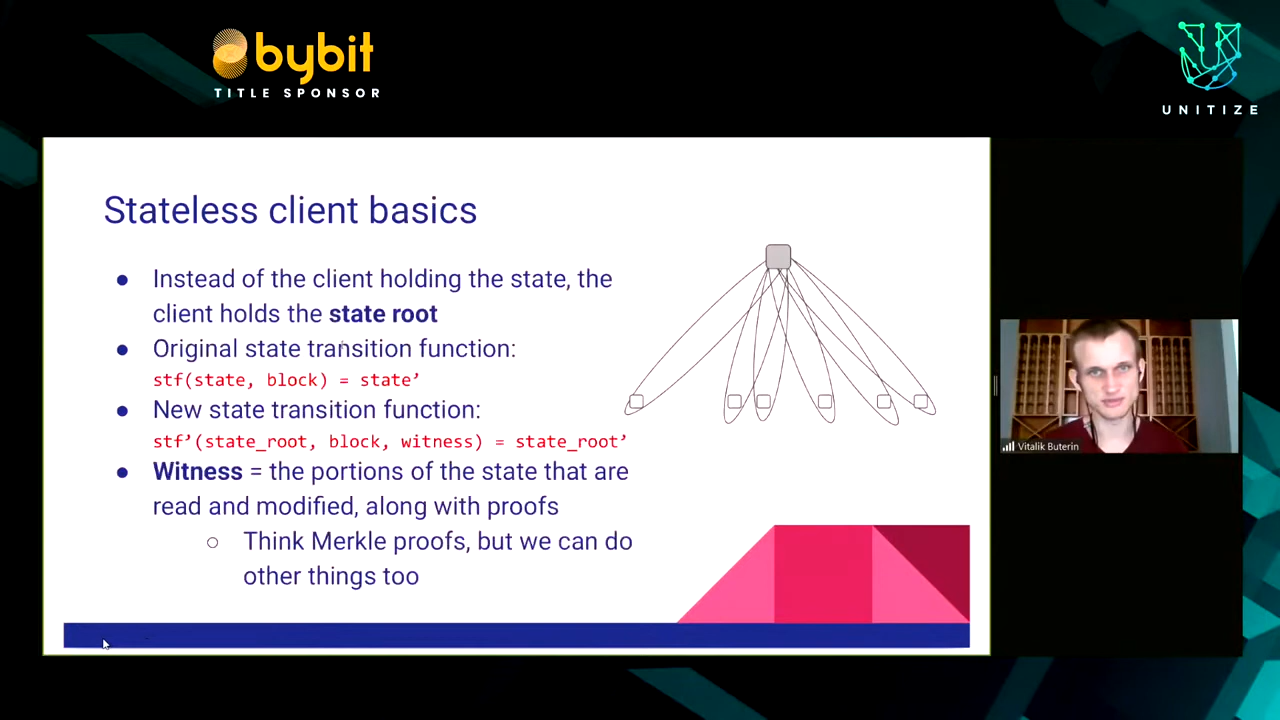 bybit
TITLE SPONSOR
UNITIZE
Stateless client basics
● Instead of the client holding the state, the
client holds the state root
● Original state transition function:
stf(state, block) = state’
● New state transition function:
stf’(state_root, block, witness) = state_root’
● Witness = the portions of the state that are
read and modified, along with proofs
○ Think Merkle proofs, but we can do
other things too
Vitalik Buterin